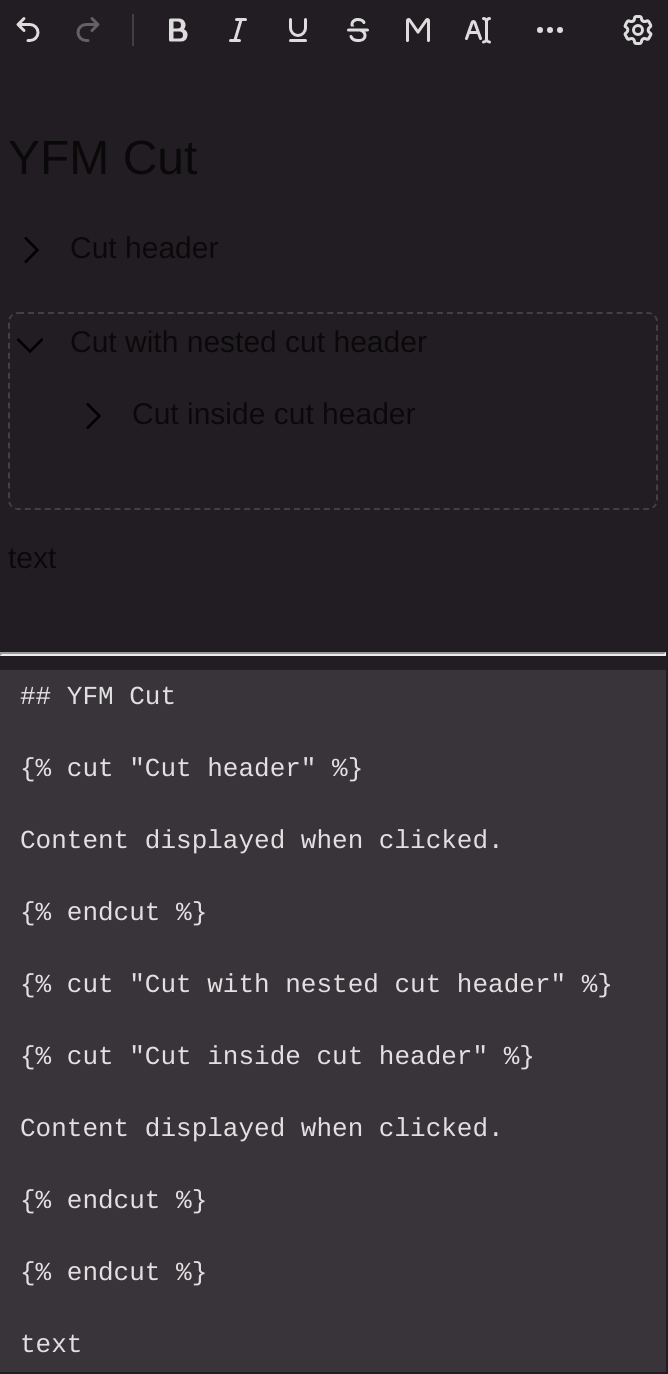 B I U S M AI
YFM Cut
Cut header
Cut with nested cut header
Cut inside cut header
text
## YFM Cut
{% cut "Cut header" %}
Content displayed when clicked.
{% endcut %}
{% cut "Cut with nested cut header" %}
{% cut "Cut inside cut header" %}
Content displayed when clicked.
{% endcut %}
{% endcut %}
text